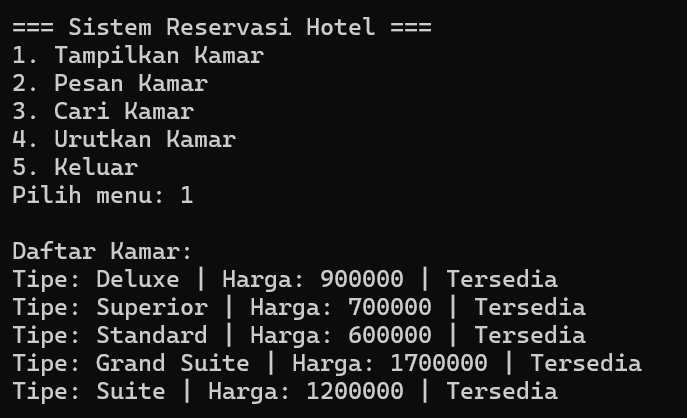 === Sistem Reservasi Hotel ===
1. Tampilkan Kamar
2. Pesan Kamar
3. Cari Kamar
4. Urutkan Kamar
5. Keluar
Pilih menu: 1

Daftar Kamar:
Tipe: Deluxe | Harga: 900000 | Tersedia
Tipe: Superior | Harga: 700000 | Tersedia
Tipe: Standard | Harga: 600000 | Tersedia
Tipe: Grand Suite | Harga: 1700000 | Tersedia
Tipe: Suite | Harga: 1200000 | Tersedia